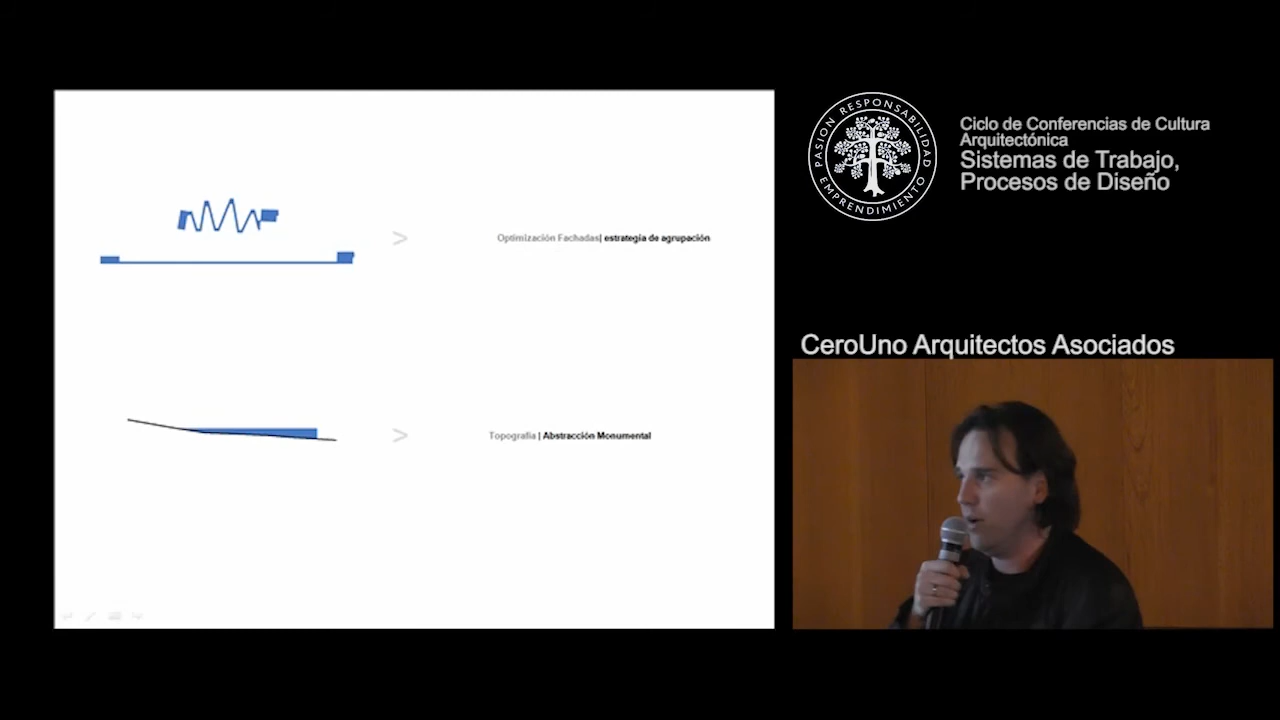 PASION RESPONSABILIDAD
EMPRENDIMIENTO
Ciclo de Conferencias de Cultura
Arquitectónica
Sistemas de Trabajo,
Procesos de Diseño
>
Optimización Fachadas| estrategia de agrupación
CeroUno Arquitectos Asociados
>
Topografía | Abstracción Monumental